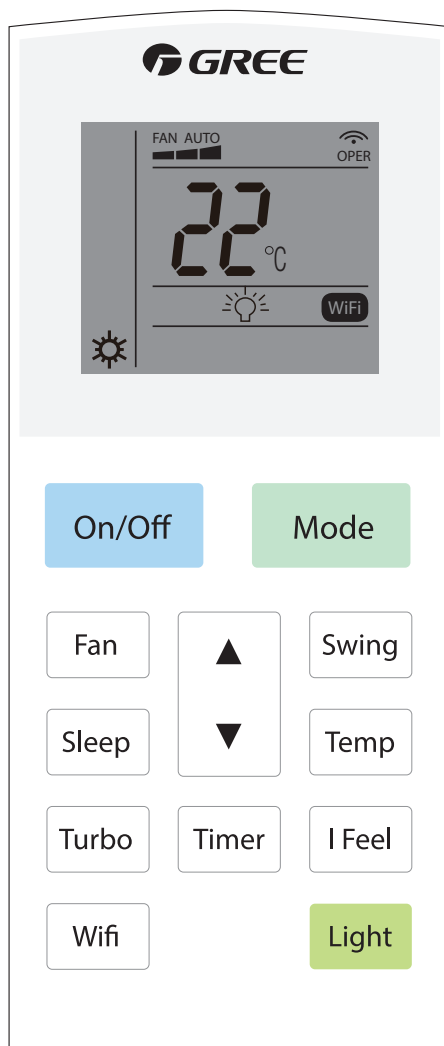 GREE
FAN AUTO
OPER
22 °C
WiFi
On/Off Mode
Fan Swing
Sleep Temp
Turbo Timer I Feel
Wifi Light